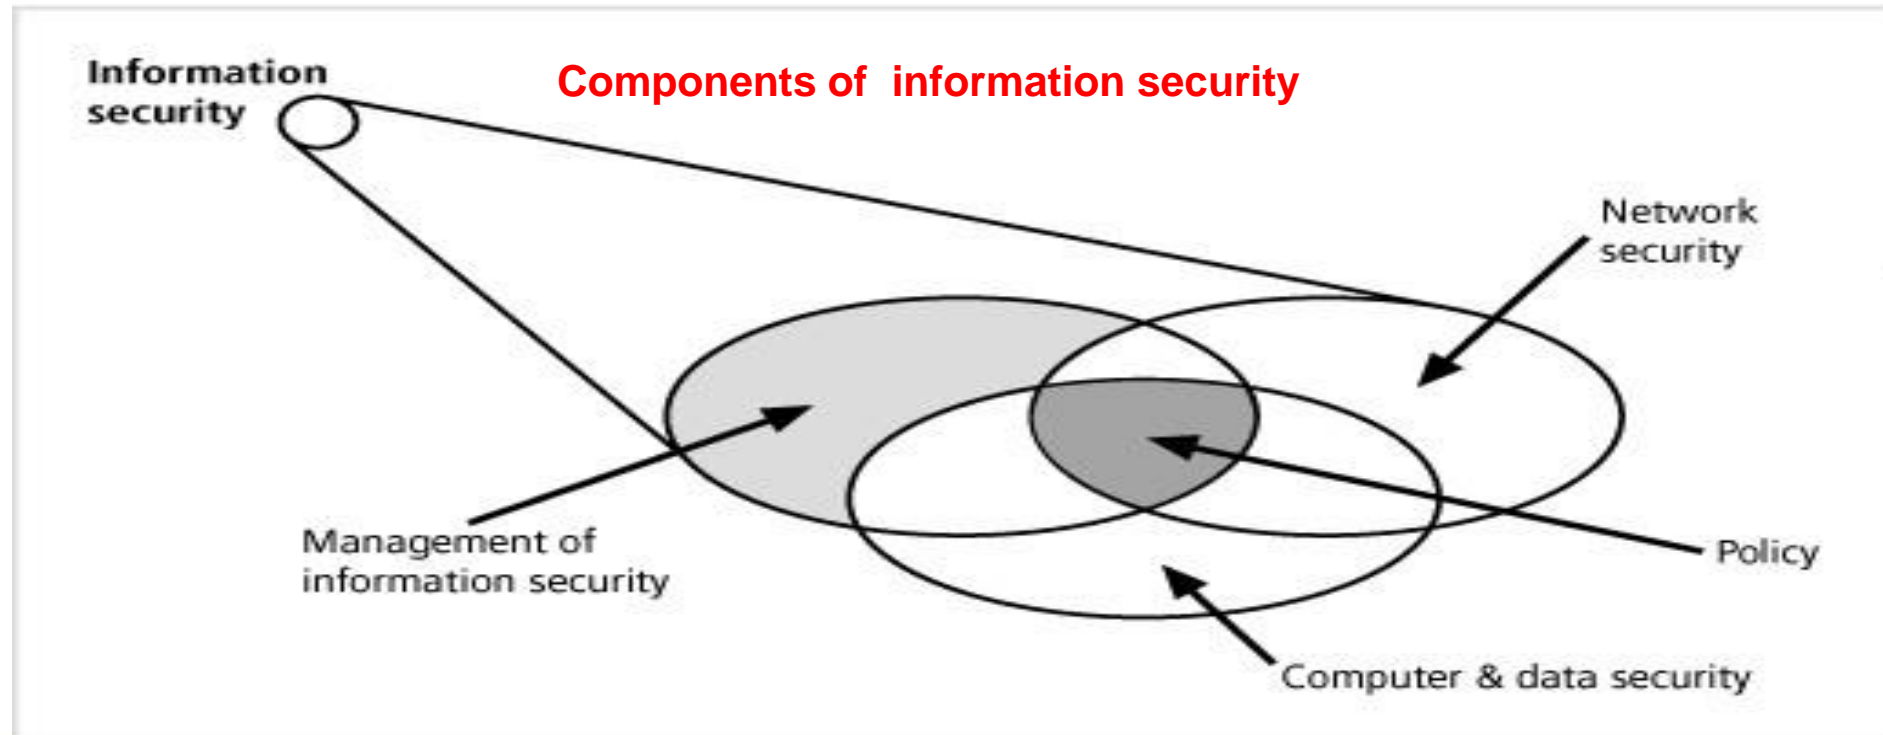 Components of information security
Information
security
Network
security
Management of
information security
Policy
Computer & data security